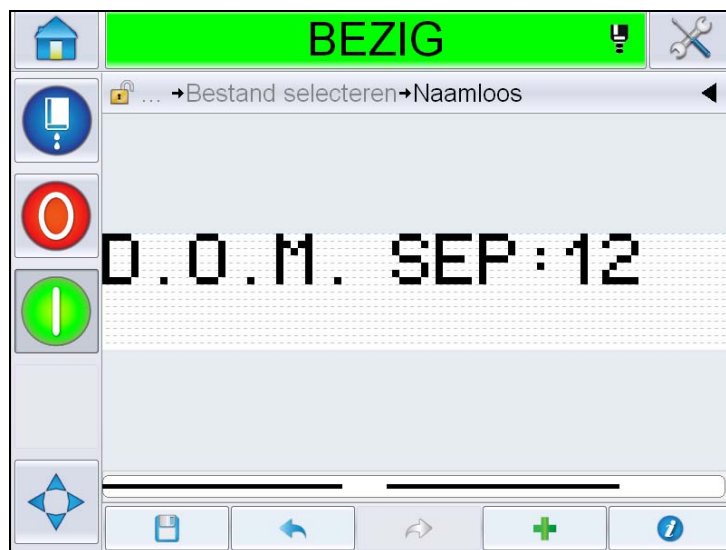 BEZIG
... →Bestand selecteren→Naamloos
D.O.M. SEP:12